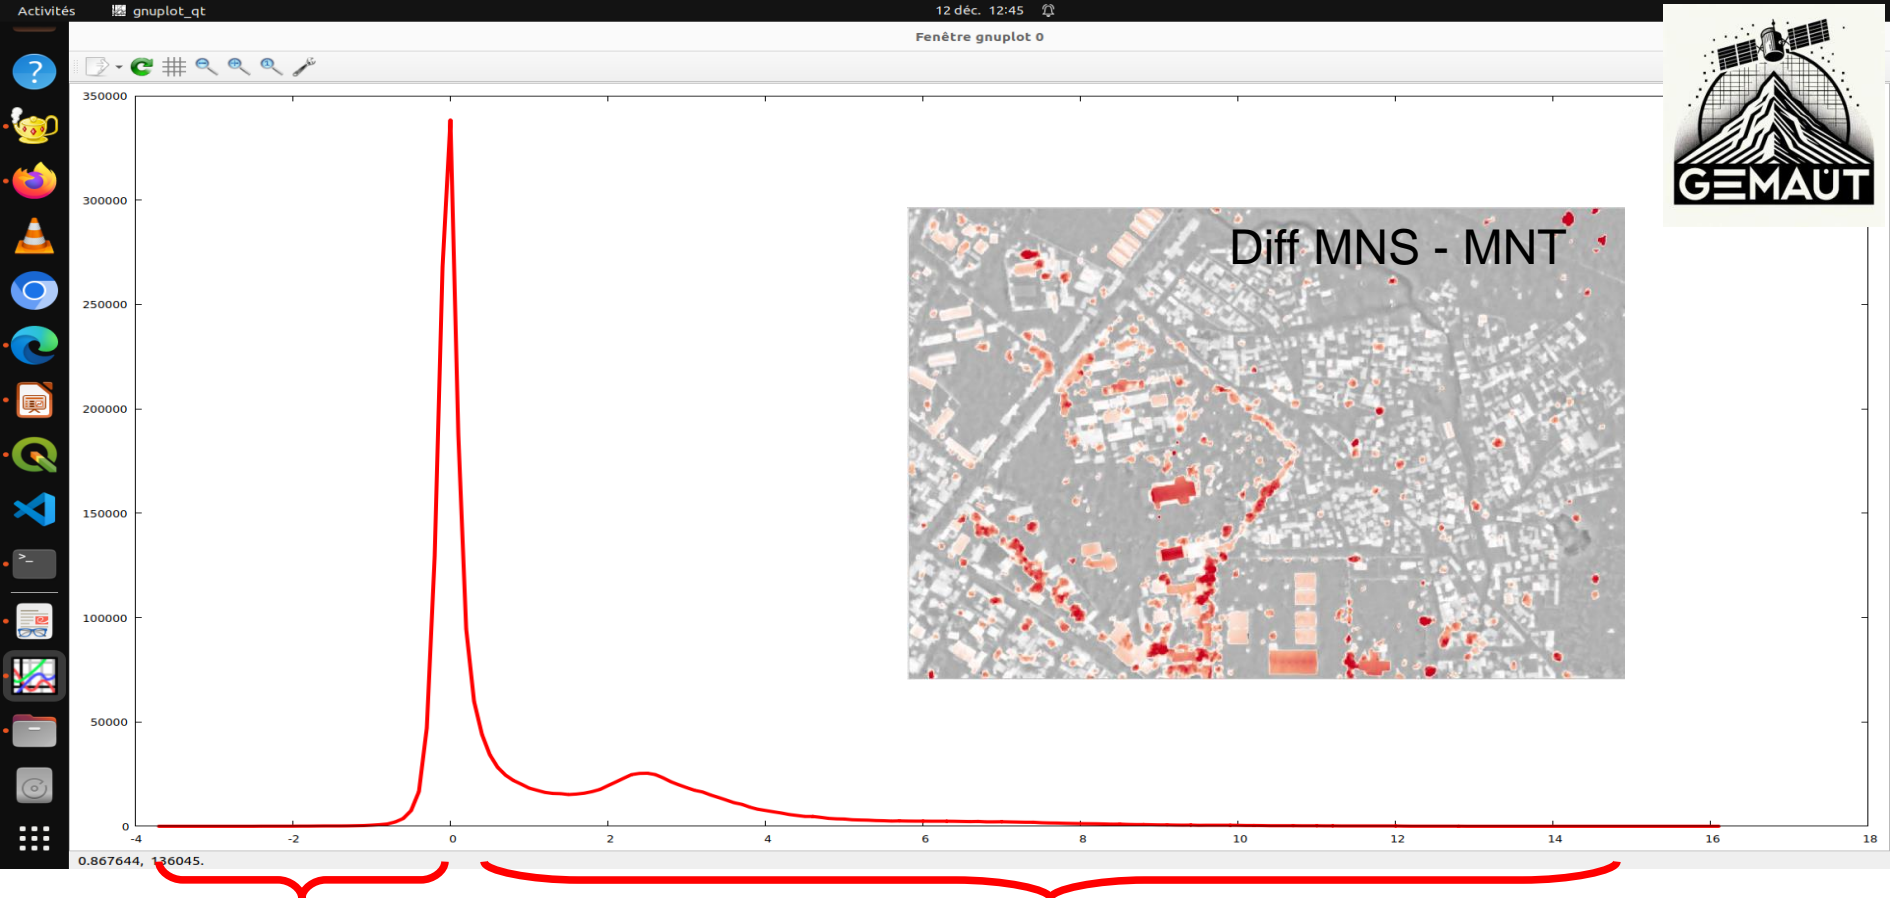 Activités gnuplot_qt 12 déc. 12:45
Fenêtre gnuplot 0
GEMAUT
Diff MNS - MNT
350000
300000
250000
200000
150000
100000
50000
0
-4 -2 0 2 4 6 8 10 12 14 16 18
0.867644, 136045.